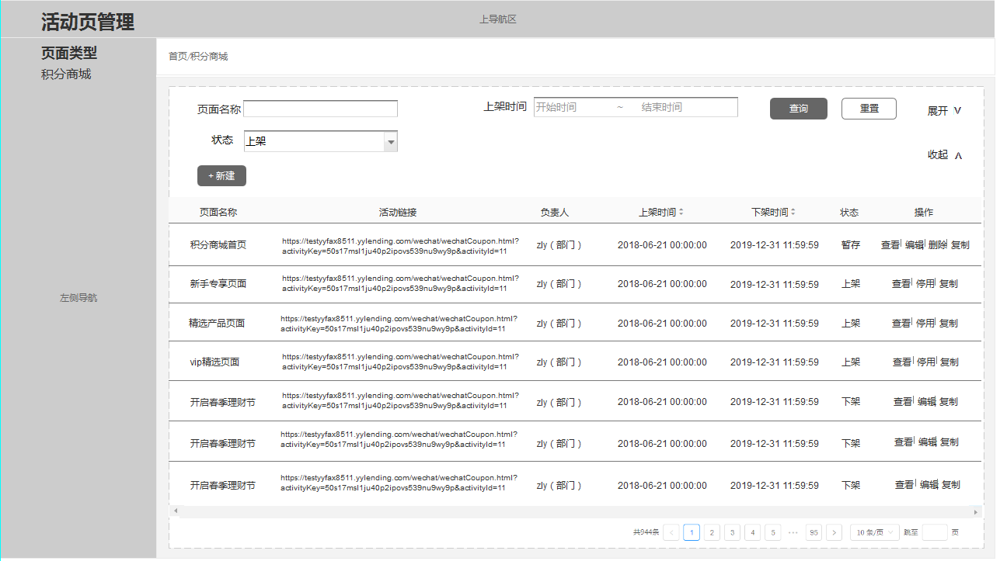 活动页管理
上导航区
页面类型
积分商城
左侧导航
首页/积分商城
页面名称
上架时间 开始时间 ~ 结束时间
查询 重置 展开
状态 上架
收起
+ 新建
页面名称 活动链接 负责人 上架时间 下架时间 状态 操作
积分商城首页 https://testyyfax8511.yylending.com/wechat/wechatCoupon.html? zly（部门） 2018-06-21 00:00:00 2019-12-31 11:59:59 暂存 查看| 编辑| 删除| 复制
activityKey=50s17msl1ju40p2ipovs539nu9wy9p&activityId=11
新手专享页面 https://testyyfax8511.yylending.com/wechat/wechatCoupon.html? zly（部门） 2018-06-21 00:00:00 2019-12-31 11:59:59 上架 查看| 停用| 复制
activityKey=50s17msl1ju40p2ipovs539nu9wy9p&activityId=11
精选产品页面 https://testyyfax8511.yylending.com/wechat/wechatCoupon.html? zly（部门） 2018-06-21 00:00:00 2019-12-31 11:59:59 上架 查看| 停用| 复制
activityKey=50s17msl1ju40p2ipovs539nu9wy9p&activityId=11
vip精选页面 https://testyyfax8511.yylending.com/wechat/wechatCoupon.html? zly（部门） 2018-06-21 00:00:00 2019-12-31 11:59:59 上架 查看| 停用| 复制
activityKey=50s17msl1ju40p2ipovs539nu9wy9p&activityId=11
开启春季理财节 https://testyyfax8511.yylending.com/wechat/wechatCoupon.html? zly（部门） 2018-06-21 00:00:00 2019-12-31 11:59:59 下架 查看| 编辑| 复制
activityKey=50s17msl1ju40p2ipovs539nu9wy9p&activityId=11
开启春季理财节 https://testyyfax8511.yylending.com/wechat/wechatCoupon.html? zly（部门） 2018-06-21 00:00:00 2019-12-31 11:59:59 下架 查看| 编辑| 复制
activityKey=50s17msl1ju40p2ipovs539nu9wy9p&activityId=11
开启春季理财节 https://testyyfax8511.yylending.com/wechat/wechatCoupon.html? zly（部门） 2018-06-21 00:00:00 2019-12-31 11:59:59 下架 查看| 编辑| 复制
activityKey=50s17msl1ju40p2ipovs539nu9wy9p&activityId=11
共944条 < 1 2 3 4 5 ••• 95 > 10 条/页 跳至 页